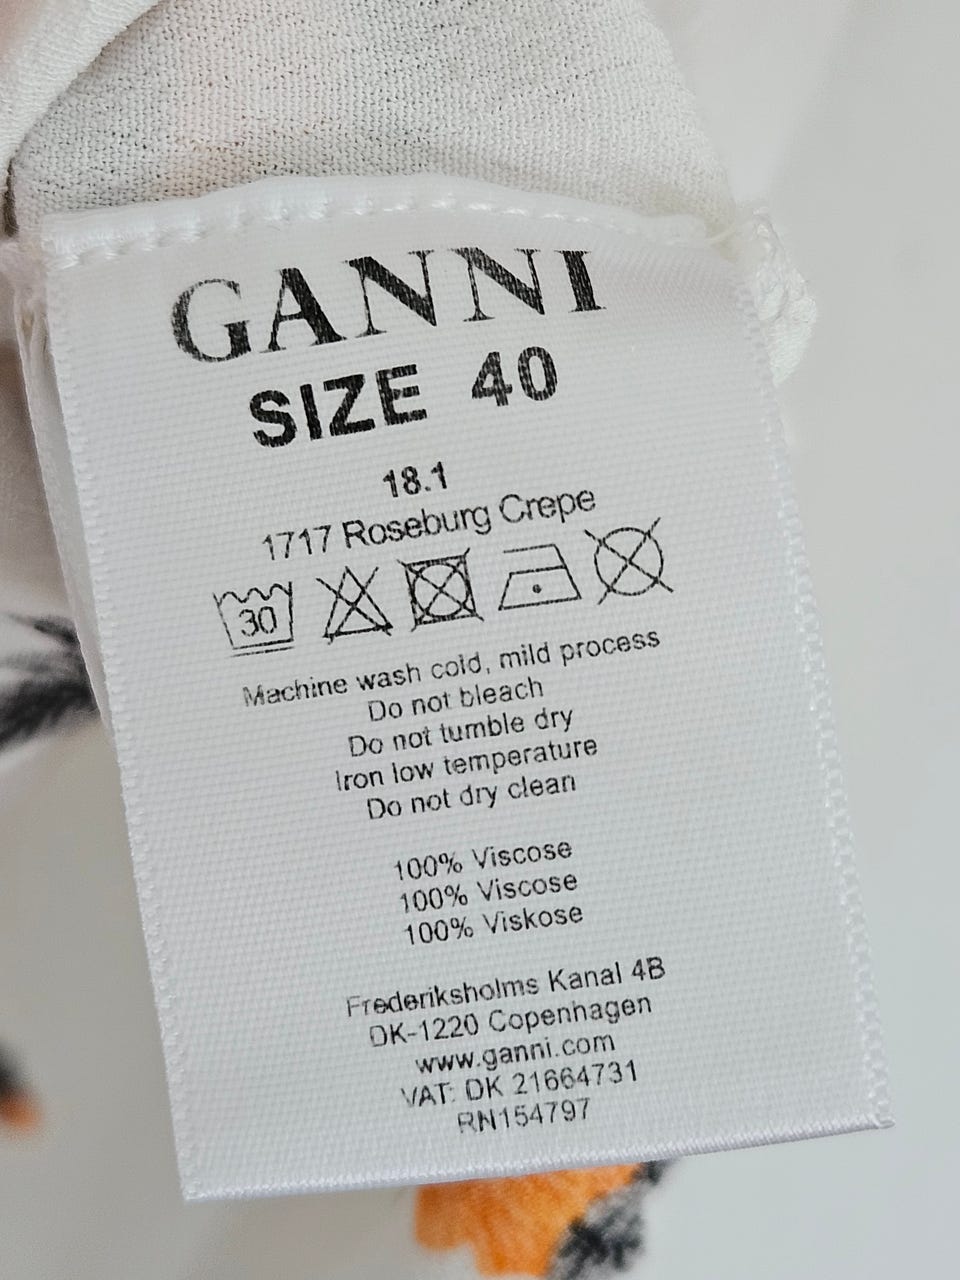 GANNI
SIZE 40
18.1
1717 Roseburg Crepe
30
Machine wash cold, mild process
Do not bleach
Do not tumble dry
Iron low temperature
Do not dry clean
100% Viscose
100% Viscose
100% Viskose
Frederiksholms Kanal 4B
DK-1220 Copenhagen
www.ganni.com
VAT: DK 21664731
RN154797